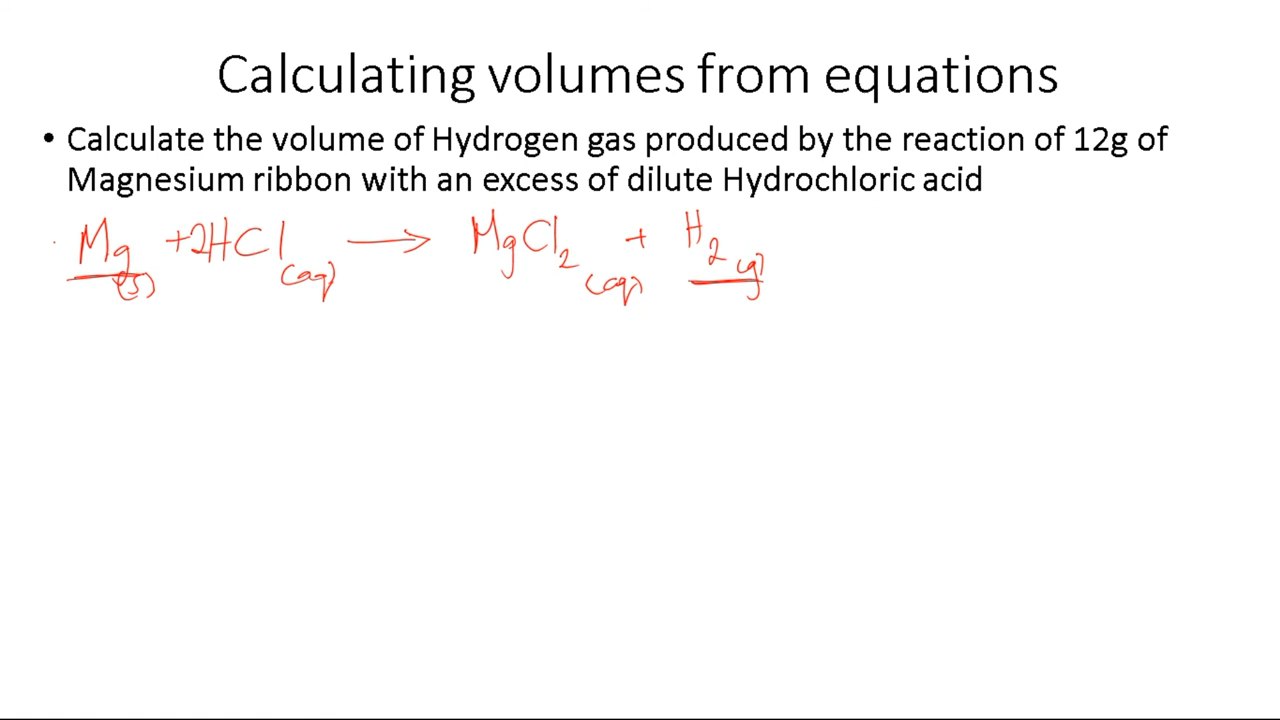 Calculating volumes from equations
• Calculate the volume of Hydrogen gas produced by the reaction of 12g of
Magnesium ribbon with an excess of dilute Hydrochloric acid
Mg(s) + 2HCl(aq) → MgCl2(aq) + H2(g)